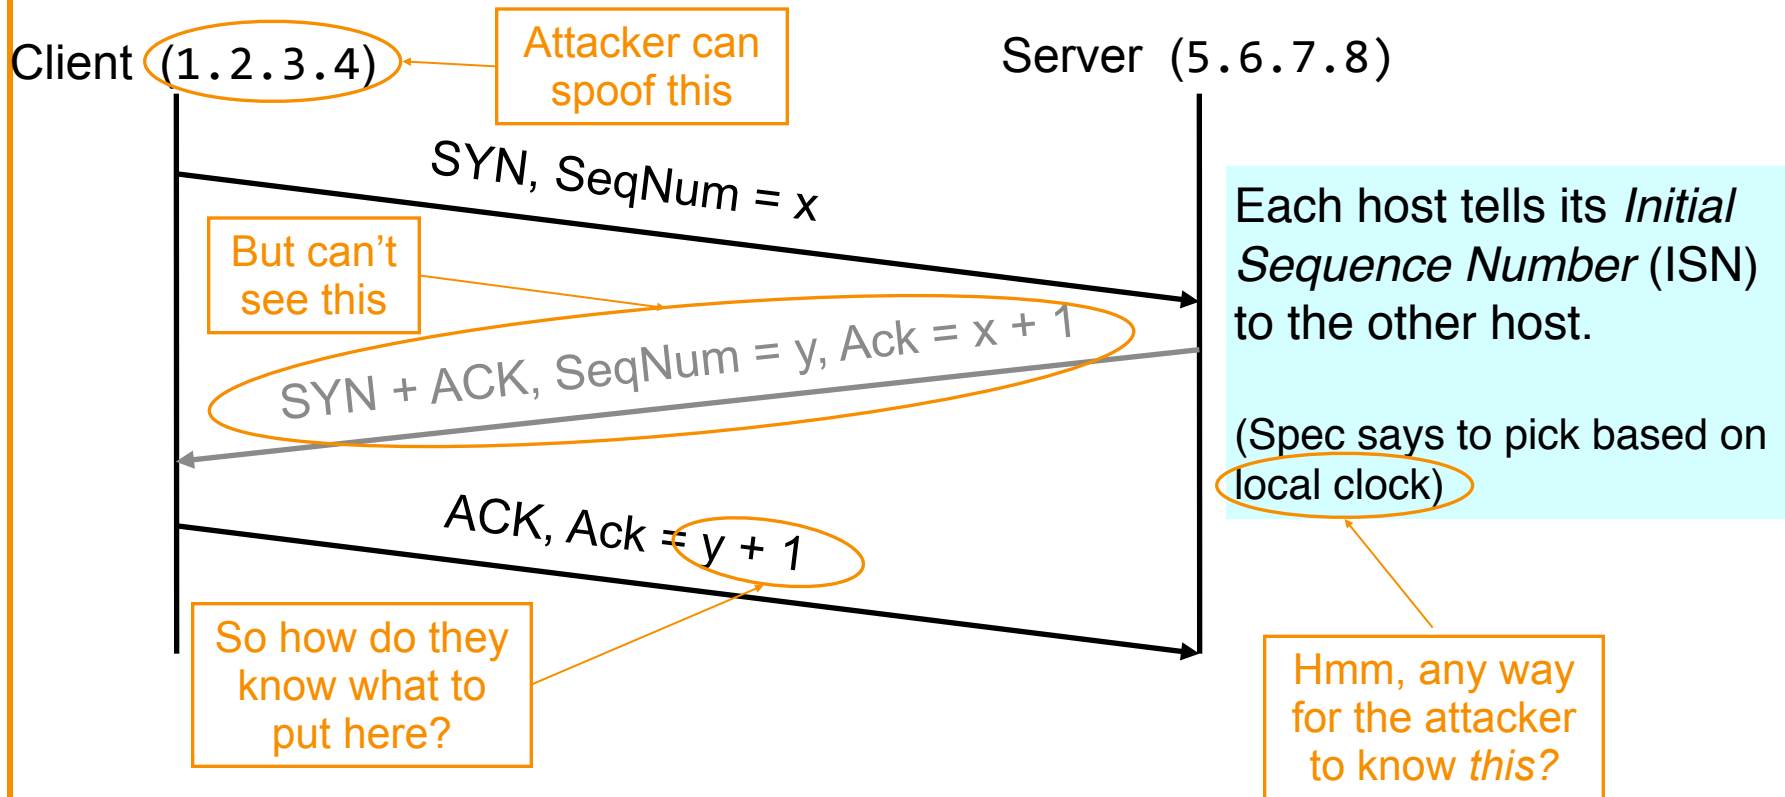 Client (1.2.3.4)
Attacker can
spoof this
Server (5.6.7.8)
SYN, SeqNum = x
But can't
see this
SYN + ACK, SeqNum = y, Ack = x + 1
Each host tells its Initial
Sequence Number (ISN)
to the other host.
(Spec says to pick based on
local clock)
ACK, Ack = y + 1
So how do they
know what to
put here?
Hmm, any way
for the attacker
to know this?